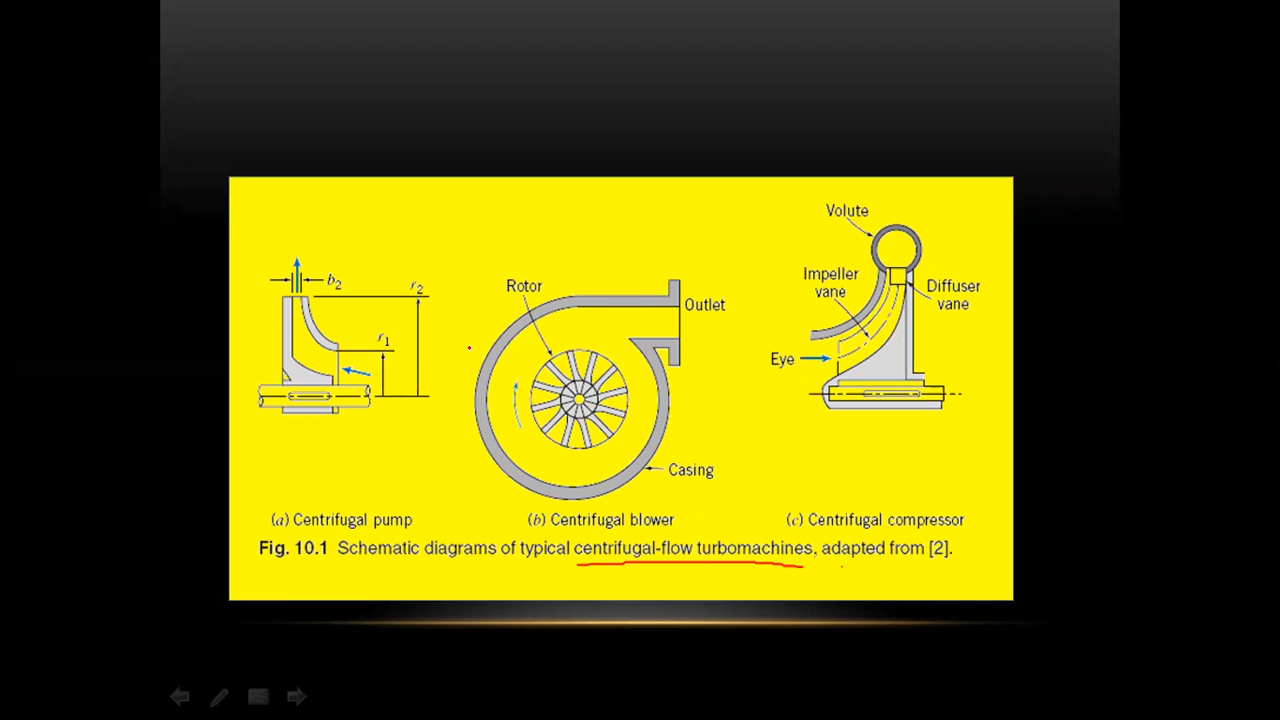 Volute
b2
r2
Rotor
Impeller
vane
Diffuser
vane
Outlet
r1
Eye
Casing
(a) Centrifugal pump
(b) Centrifugal blower
(c) Centrifugal compressor
Fig. 10.1 Schematic diagrams of typical centrifugal-flow turbomachines, adapted from [2].